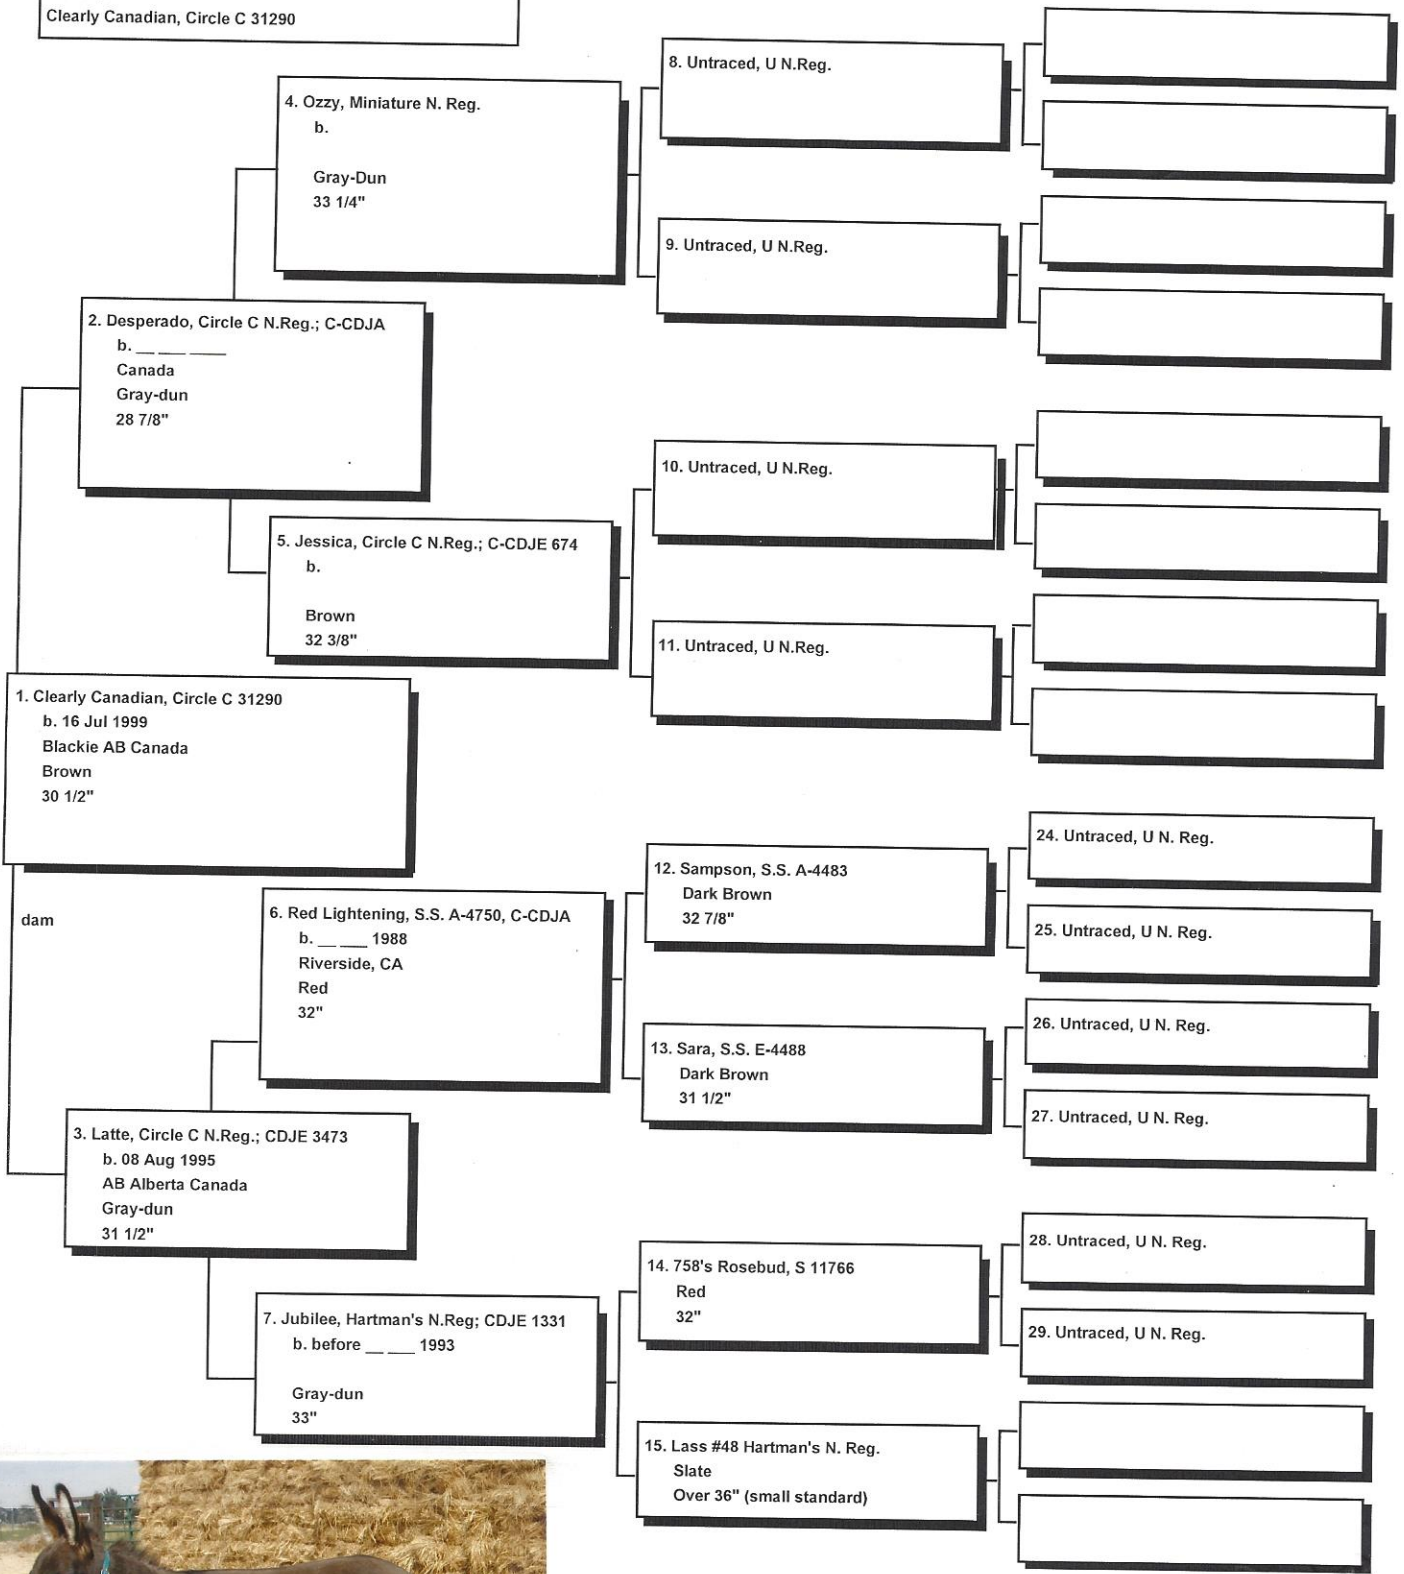 Clearly Canadian, Circle C 31290
4. Ozzy, Miniature N. Reg.
b.
Gray-Dun
33 1/4"
2. Desperado, Circle C N.Reg.; C-CDJA
b. __ ___ ____
Canada
Gray-dun
28 7/8"
5. Jessica, Circle C N.Reg.; C-CDJE 674
b.
Brown
32 3/8"
1. Clearly Canadian, Circle C 31290
b. 16 Jul 1999
Blackie AB Canada
Brown
30 1/2"
dam
6. Red Lightening, S.S. A-4750, C-CDJA
b. __ ___ 1988
Riverside, CA
Red
32"
3. Latte, Circle C N.Reg.; CDJE 3473
b. 08 Aug 1995
AB Alberta Canada
Gray-dun
31 1/2"
7. Jubilee, Hartman's N.Reg; CDJE 1331
b. before __ ___ 1993
Gray-dun
33"
8. Untraced, U N.Reg.
9. Untraced, U N.Reg.
10. Untraced, U N.Reg.
11. Untraced, U N.Reg.
12. Sampson, S.S. A-4483
Dark Brown
32 7/8"
13. Sara, S.S. E-4488
Dark Brown
31 1/2"
14. 758's Rosebud, S 11766
Red
32"
15. Lass #48 Hartman's N. Reg.
Slate
Over 36" (small standard)
24. Untraced, U N. Reg.
25. Untraced, U N. Reg.
26. Untraced, U N. Reg.
27. Untraced, U N. Reg.
28. Untraced, U N. Reg.
29. Untraced, U N. Reg.